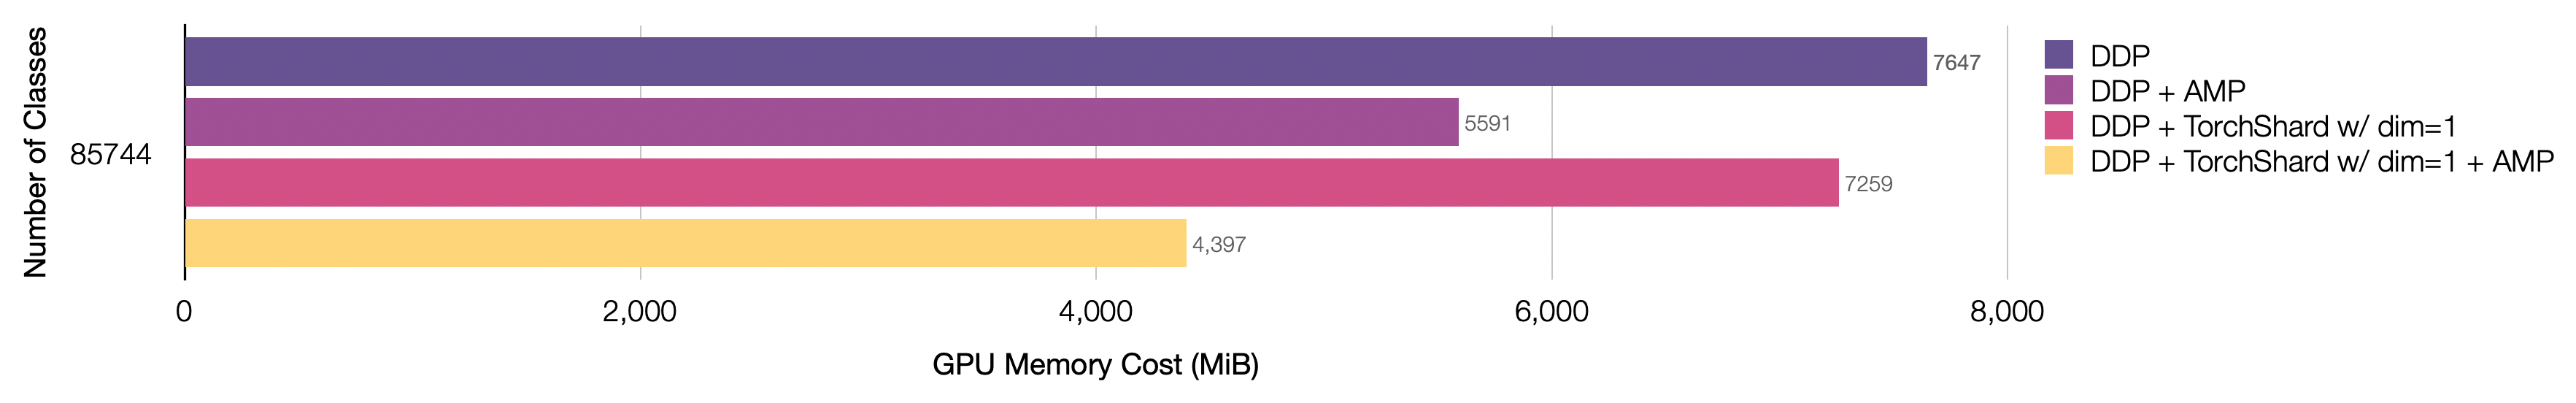 Number of Classes
85744
7647
5591
7259
4,397
0 2,000 4,000 6,000 8,000
GPU Memory Cost (MiB)
DDP
DDP + AMP
DDP + TorchShard w/ dim=1
DDP + TorchShard w/ dim=1 + AMP